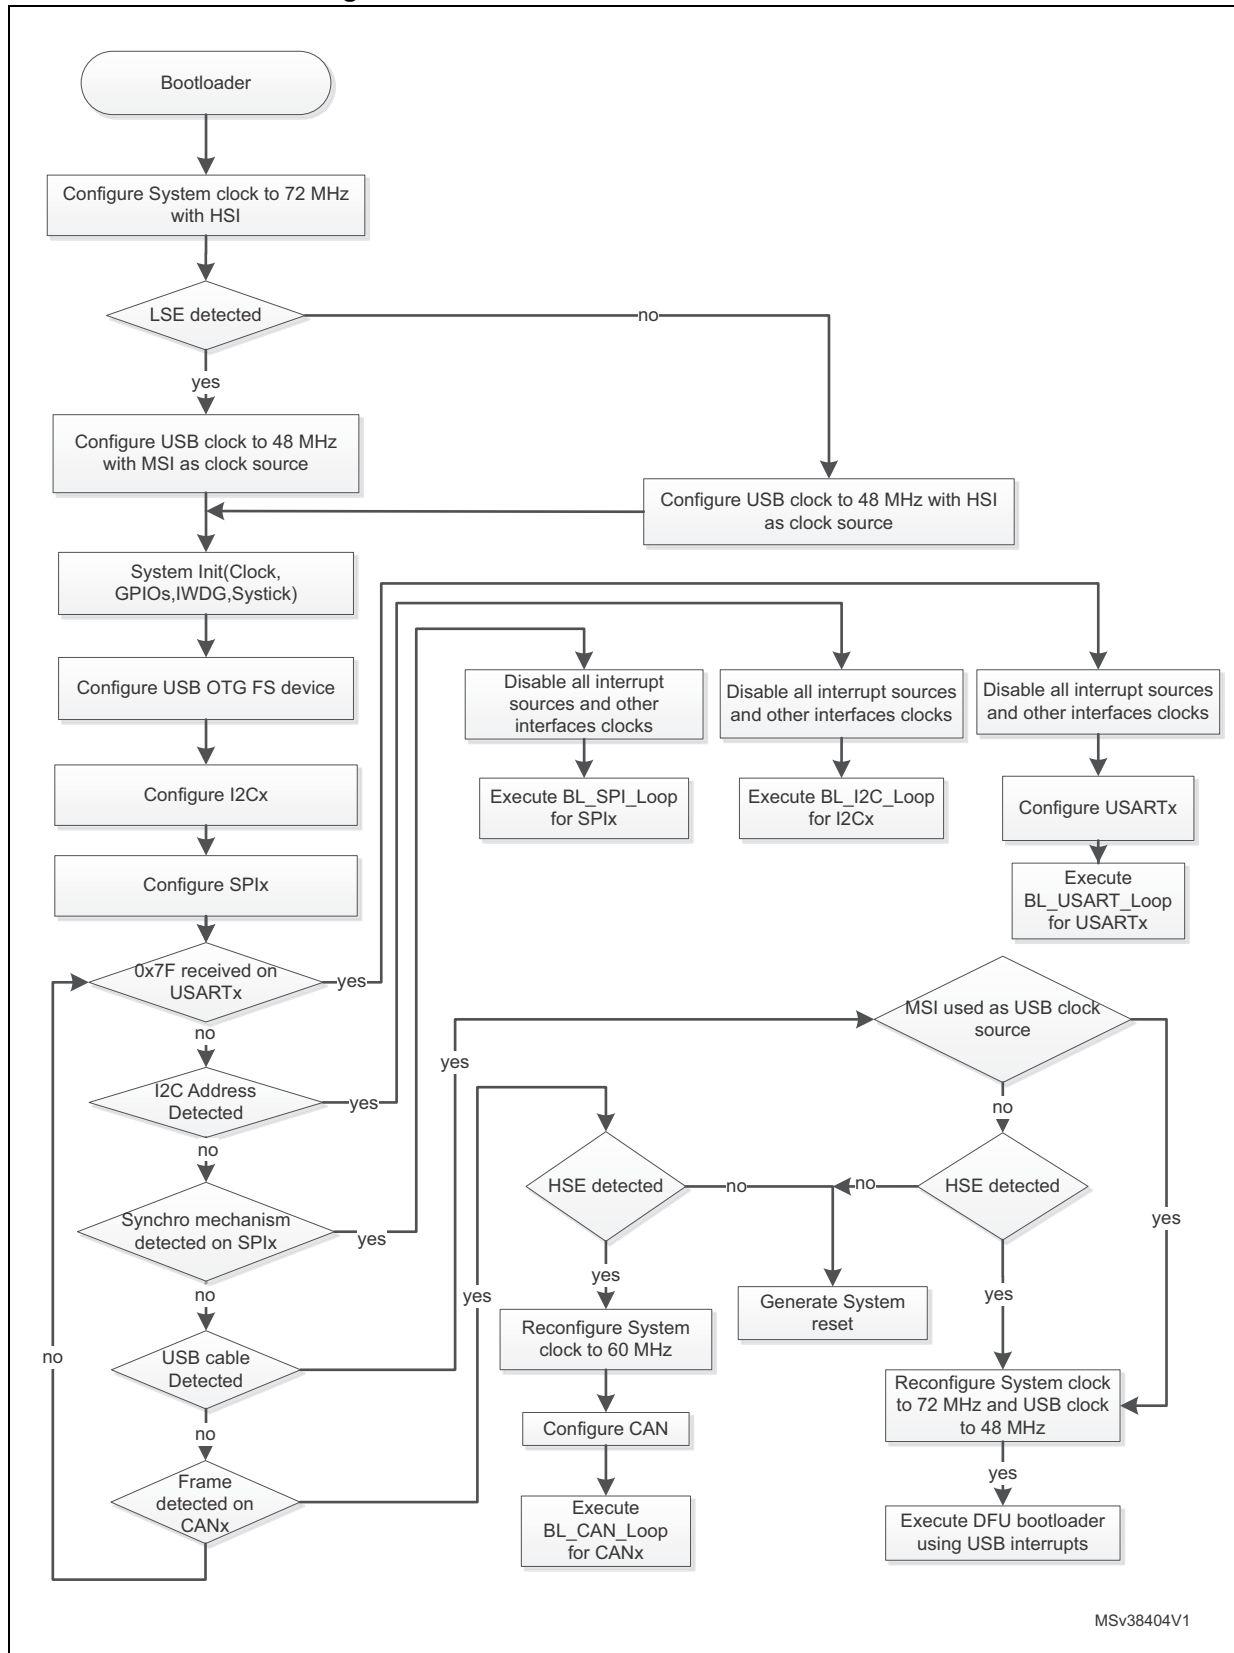 Bootloader
Configure System clock to 72 MHz
with HSI
LSE detected
no
yes
Configure USB clock to 48 MHz
with MSI as clock source
Configure USB clock to 48 MHz with HSI
as clock source
System Init(Clock,
GPIOs,IWDG,Systick)
Configure USB OTG FS device
Disable all interrupt
sources and other
interfaces clocks
Disable all interrupt sources
and other interfaces clocks
Disable all interrupt sources
and other interfaces clocks
Configure I2Cx
Execute BL_SPI_Loop
for SPIx
Execute BL_I2C_Loop
for I2Cx
Configure USARTx
Configure SPIx
Execute
BL_USART_Loop
for USARTx
0x7F received on
USARTx
yes
no
MSI used as USB clock
source
yes
I2C Address
Detected
yes
no
no
HSE detected
no
no
HSE detected
Synchro mechanism
detected on SPIx
yes
yes
no
yes
yes
yes
Generate System
reset
Reconfigure System
clock to 60 MHz
no
USB cable
Detected
Reconfigure System clock
to 72 MHz and USB clock
to 48 MHz
no
Configure CAN
yes
Frame
detected on
CANx
Execute
BL_CAN_Loop
for CANx
Execute DFU bootloader
using USB interrupts
MSv38404V1